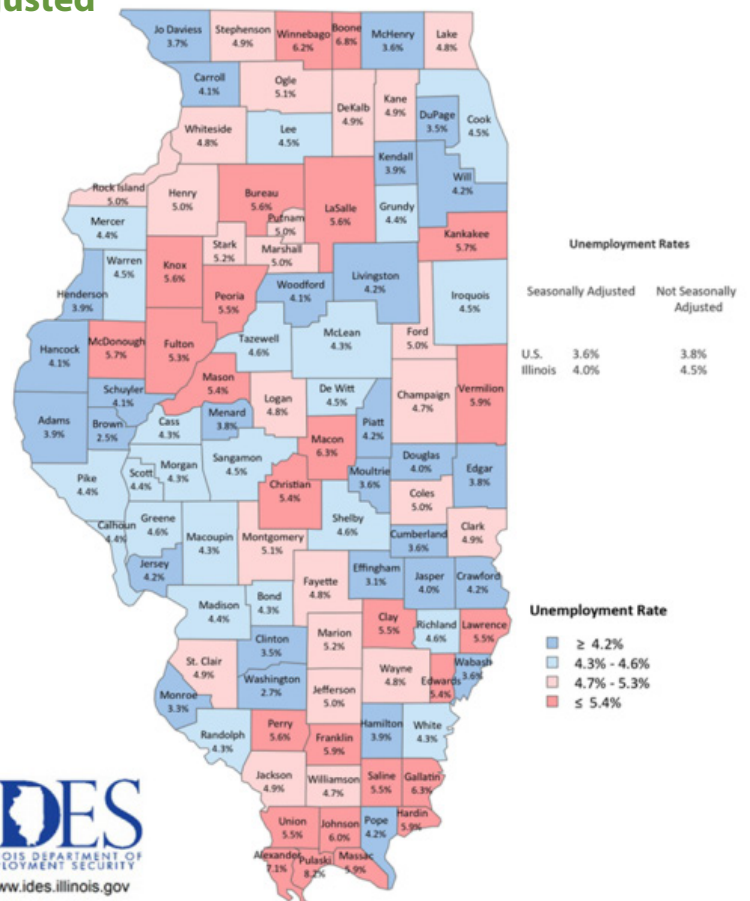 Jo Daviess
3.7%
Stephenson
4.9%
Winnebago
6.2%
Boone
6.8%
McHenry
3.6%
Lake
4.8%
Carroll
4.1%
Ogle
5.1%
DeKalb
4.9%
Kane
4.9%
DuPage
3.5%
Cook
4.5%
Whiteside
4.8%
Lee
4.5%
Kendall
3.9%
Will
4.2%
Rock Island
5.0%
Henry
5.0%
Bureau
5.6%
Putnam
5.0%
LaSalle
5.6%
Grundy
4.4%
Kankakee
5.7%
Mercer
4.4%
Stark
5.2%
Marshall
5.0%
Warren
4.5%
Knox
5.6%
Henderson
3.9%
Peoria
5.5%
Woodford
4.1%
Livingston
4.2%
Iroquois
4.5%
Unemployment Rates
Seasonally Adjusted
Not Seasonally
Adjusted
U.S. 3.6% 3.8%
Illinois 4.0% 4.5%
Hancock
4.1%
McDonough
5.7%
Fulton
5.3%
Tazewell
4.6%
McLean
4.3%
Ford
5.0%
Schuyler
4.1%
Mason
5.4%
Logan
4.8%
De Witt
4.5%
Champaign
4.7%
Vermilion
5.9%
Adams
3.9%
Brown
2.5%
Cass
4.3%
Menard
3.8%
Piatt
4.2%
Macon
6.3%
Pike
4.4%
Scott
4.4%
Morgan
4.3%
Sangamon
4.5%
Christian
5.4%
Moultrie
3.6%
Douglas
4.0%
Edgar
3.8%
Coles
5.0%
Calhoun
4.4%
Greene
4.6%
Macoupin
4.3%
Montgomery
5.1%
Shelby
4.6%
Cumberland
3.6%
Clark
4.9%
Jersey
4.2%
Fayette
4.8%
Effingham
3.1%
Jasper
4.0%
Crawford
4.2%
Madison
4.4%
Bond
4.3%
Clinton
3.5%
Marion
5.2%
Clay
5.5%
Richland
4.6%
Lawrence
5.5%
Unemployment Rate
≥ 4.2%
4.3% - 4.6%
4.7% - 5.3%
≤ 5.4%
St. Clair
4.9%
Monroe
3.3%
Washington
2.7%
Jefferson
5.0%
Wayne
4.8%
Edwards
5.4%
Wabash
3.6%
Randolph
4.3%
Perry
5.6%
Franklin
5.9%
Hamilton
3.9%
White
4.3%
Jackson
4.9%
Williamson
4.7%
Saline
5.5%
Gallatin
6.3%
Union
5.5%
Johnson
6.0%
Pope
4.2%
Hardin
5.9%
Alexander
7.1%
Pulaski
8.2%
Massac
5.9%
DES
OIS DEPARTMENT OF
LOYMENT SECURITY
ww.ides.illinois.gov